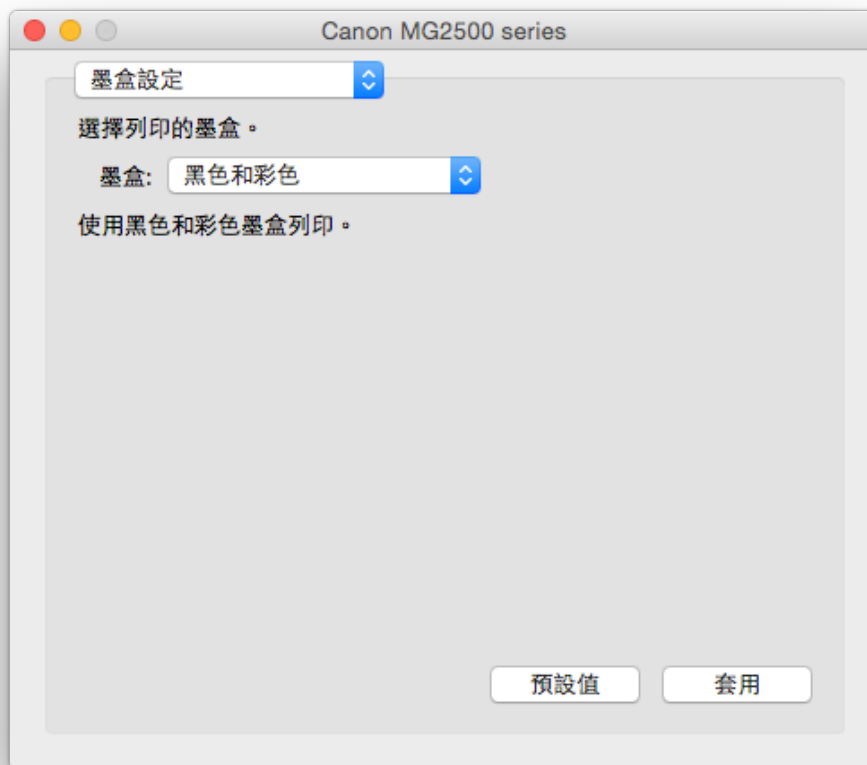 Canon MG2500 series
墨盒設定
選擇列印的墨盒。
墨盒: 黑色和彩色
使用黑色和彩色墨盒列印。
預設值 套用